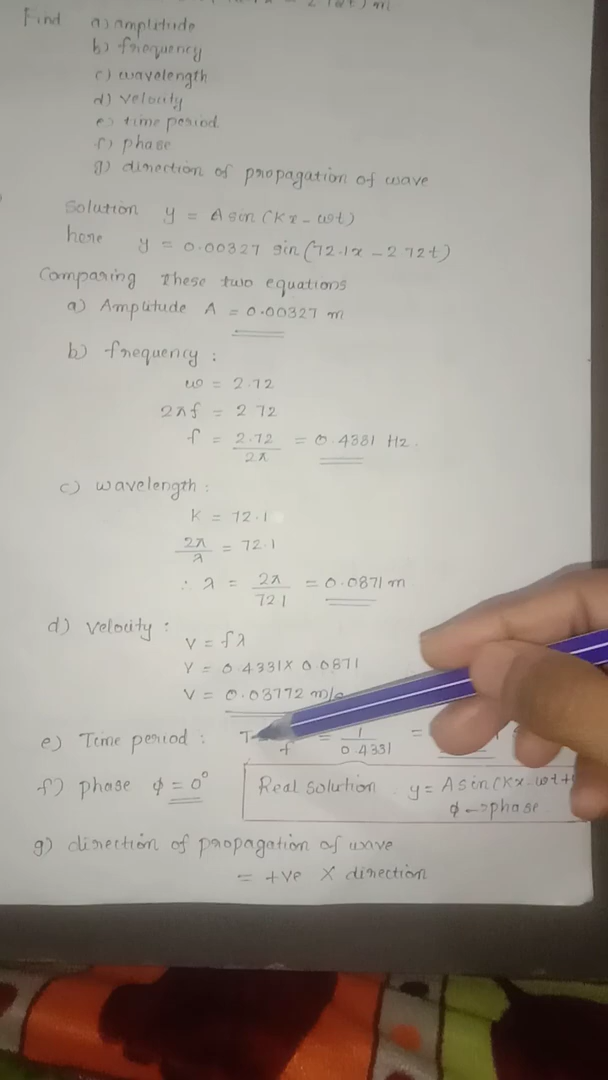 Find a) amplitude
b) frequency
c) wavelength
d) velocity
e) time period
f) phase
g) direction of propagation of wave
Solution y = A sin (Kx - ωt)
here y = 0.00327 sin (72.1x - 2.72t)
Comparing these two equations
a) Amplitude A = 0.00327 m
b) frequency :
ω = 2.72
2πf = 2.72
f = 2.72 / 2π = 0.4331 Hz.
c) wavelength :
K = 72.1
2π / λ = 72.1
∴ λ = 2π / 72.1 = 0.0871 m
d) Velocity :
V = fλ
V = 0.4331 X 0.0871
V = 0.03772 m/s
e) Time period : T = / f = 1 / 0.4331 =
f) phase ϕ = 0° Real solution . y = A sin (Kx - ωt +
ϕ → phase
g) direction of propagation of wave
= +ve X direction